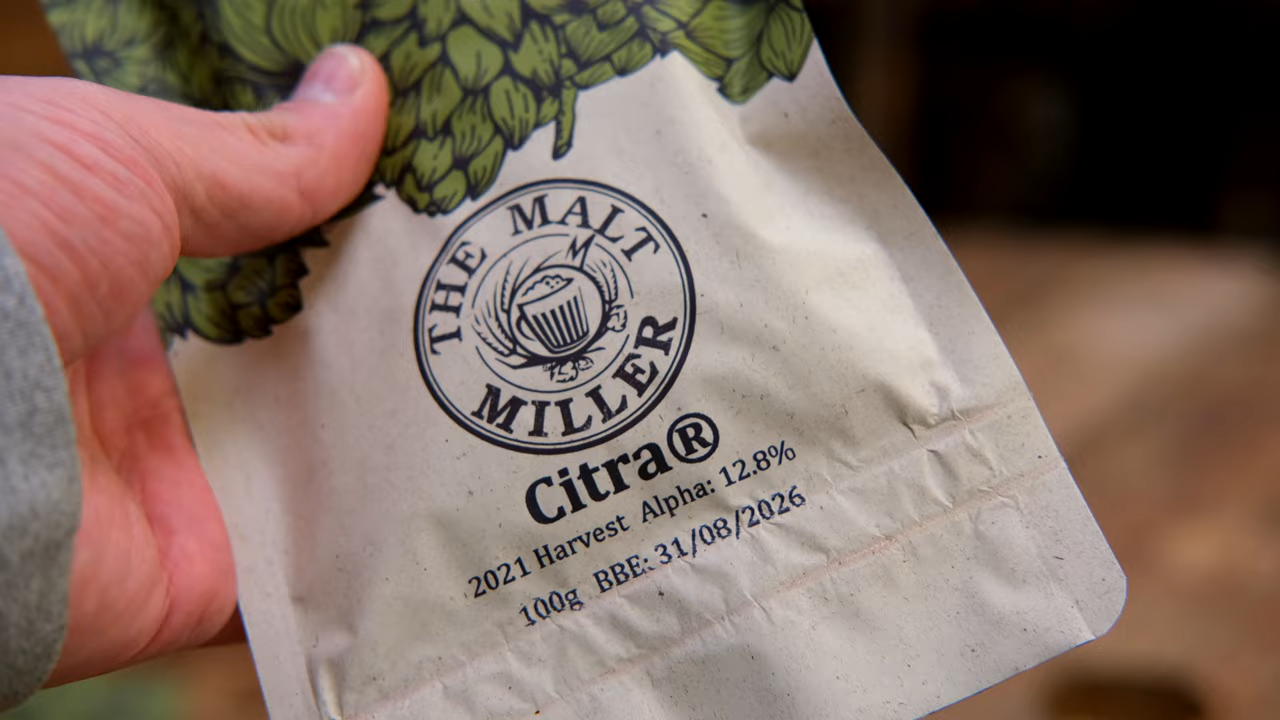 THE MALT
MILLER
Citra®
2021 Harvest Alpha: 12.8%
100g BBE: 31/08/2026